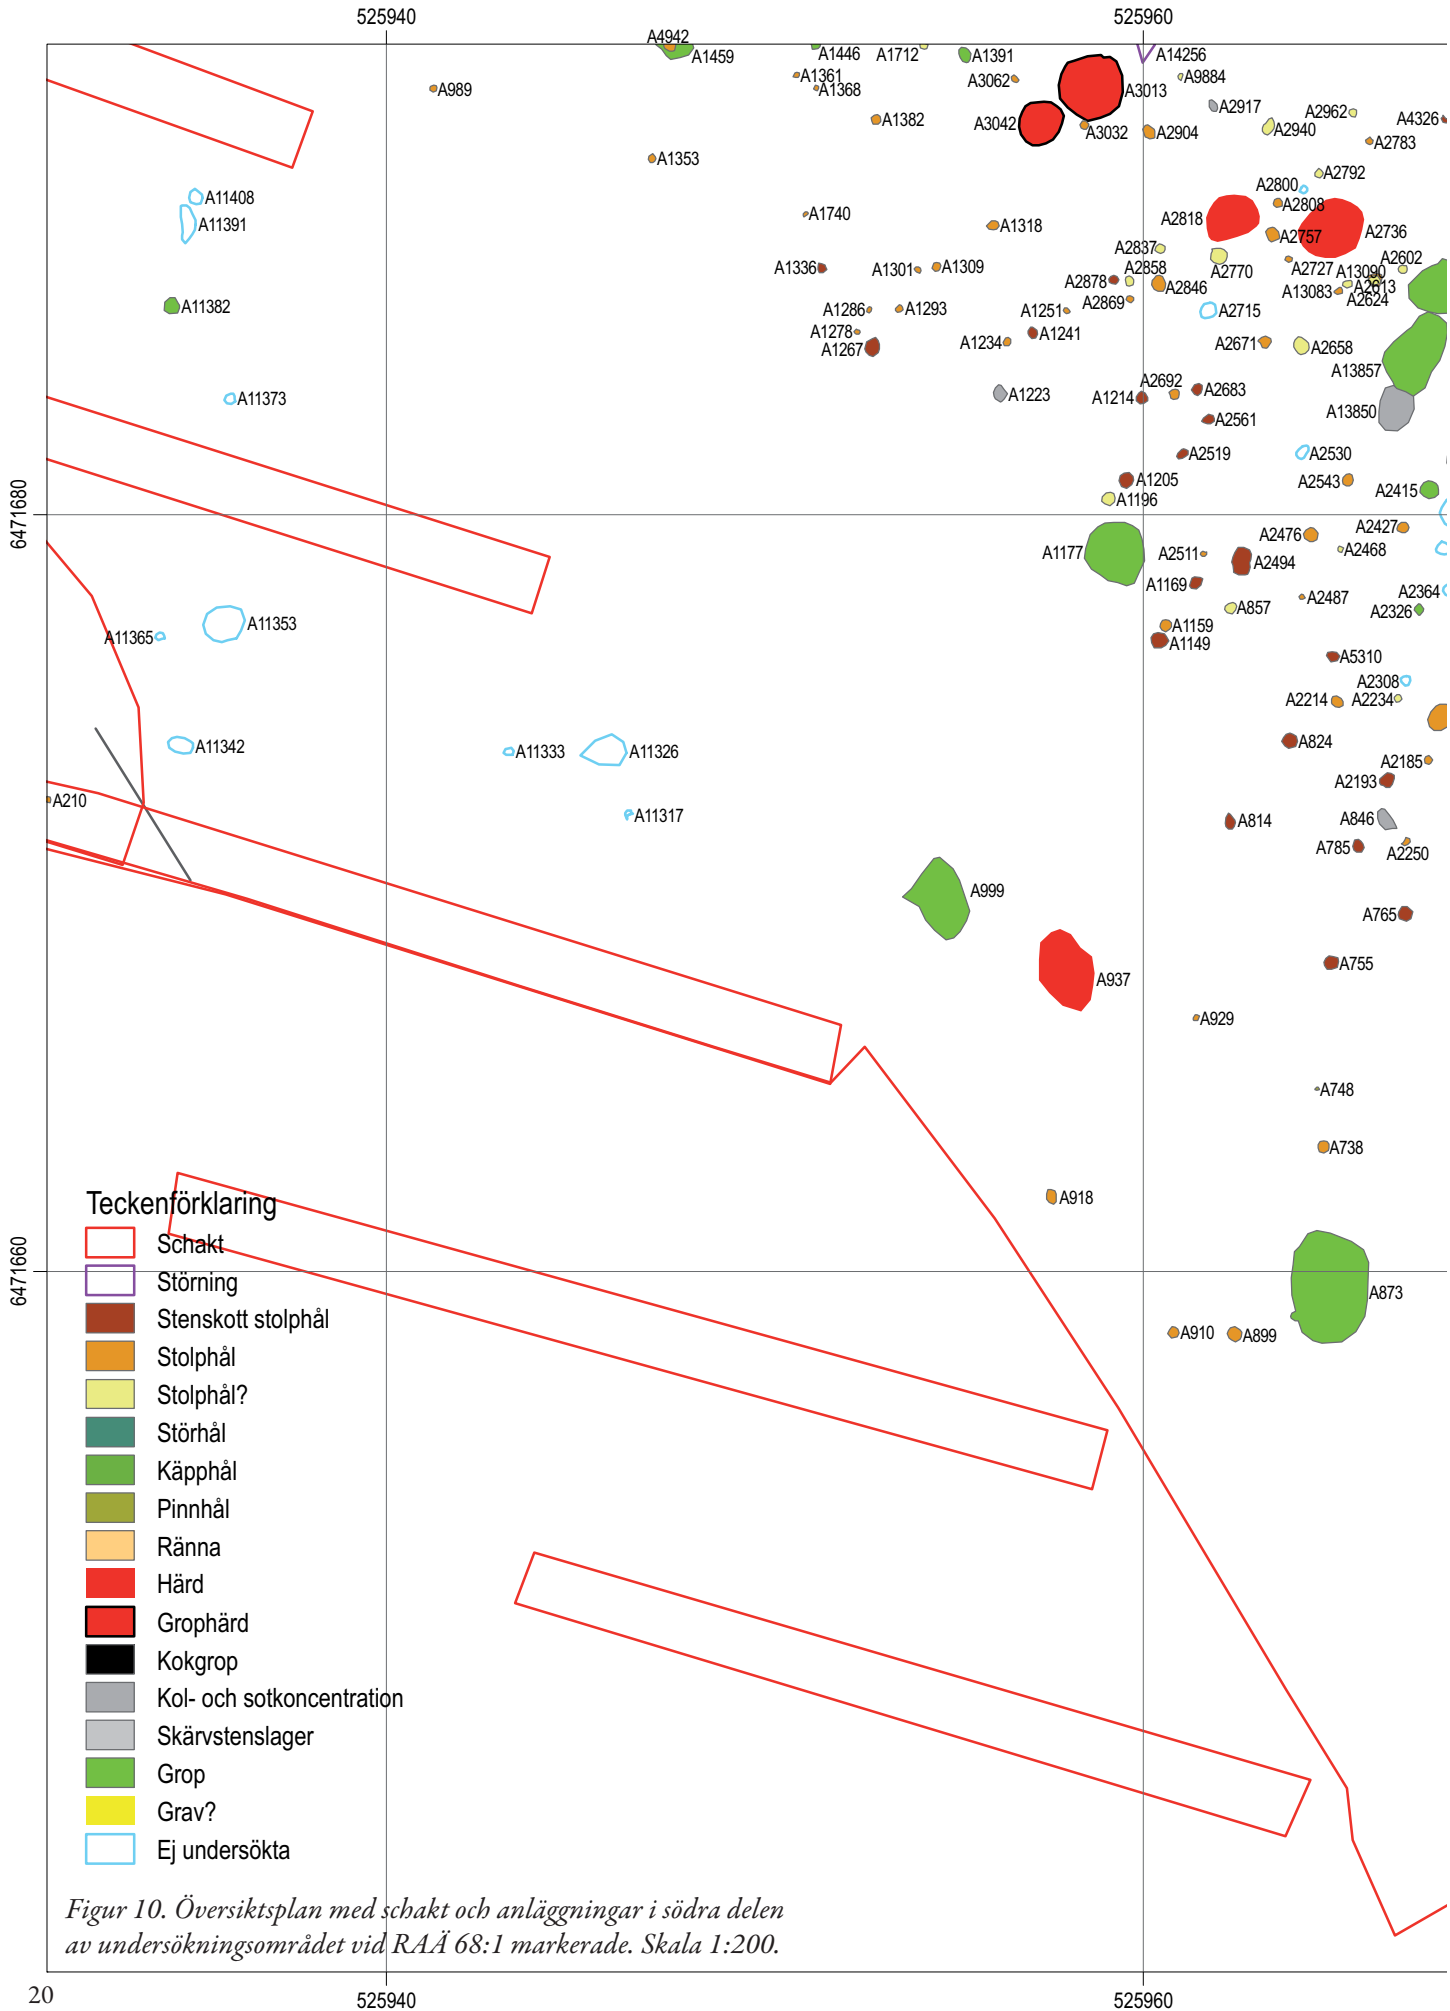 525940 525960
A4942
A1459
A1446 A1712 A1391
A14256
A1361
A3062
A9884
A989
A1368
A3013
A2917
A2962
A4326
A1382
A3042
A3032
A2904
A2940
A2783
A1353
A2792
A2800
A11408
A2808
A11391
A1740
A1318
A2818
A2757
A2736
A2837
A1336
A1301
A1309
A2858
A2878
A2770
A2727
A13090
A2602
A2846
A2613
A13083
A2624
A2869
A11382
A1286
A1293
A1251
A2715
A1278
A1241
A1267
A1234
A2671
A2658
A13857
A2692
A11373
A1223
A1214
A2683
A13850
A2561
A2519
A2530
A1205
A2543
A2415
A1196
6471680
A2427
A2476
A1177
A2511
A2468
A2494
A1169
A2364
A2487
A857
A2326
A11353
A11365
A1159
A1149
A5310
A2308
A2214
A2234
A11342
A11333
A11326
A824
A2185
A2193
A210
A11317
A814
A846
A785
A2250
A999
A765
A755
A937
A929
A748
A738
A918
6471660
A873
A910
A899
Teckenförklaring
Schakt
Störning
Stenskott stolphål
Stolphål
Stolphål?
Störhål
Käpphål
Pinnhål
Ränna
Härd
Grophärd
Kokgrop
Kol- och sotkoncentration
Skärvstenslager
Grop
Grav?
Ej undersökta
Figur 10. Översiktsplan med schakt och anläggningar i södra delen
av undersökningsområdet vid RAÄ 68:1 markerade. Skala 1:200.
20
525940 525960